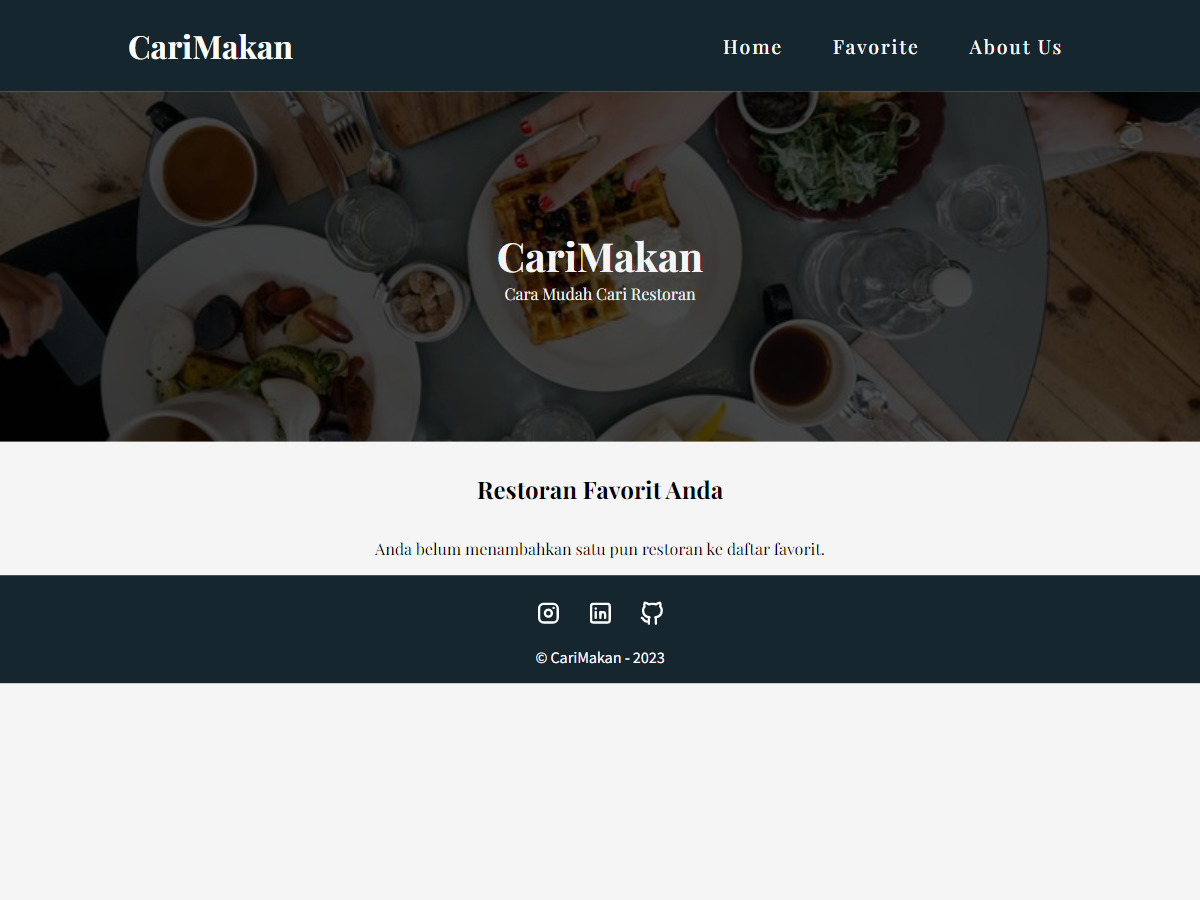 CariMakan
Home Favorite About Us
CariMakan
Cara Mudah Cari Restoran
Restoran Favorit Anda
Anda belum menambahkan satu pun restoran ke daftar favorit.
© CariMakan - 2023